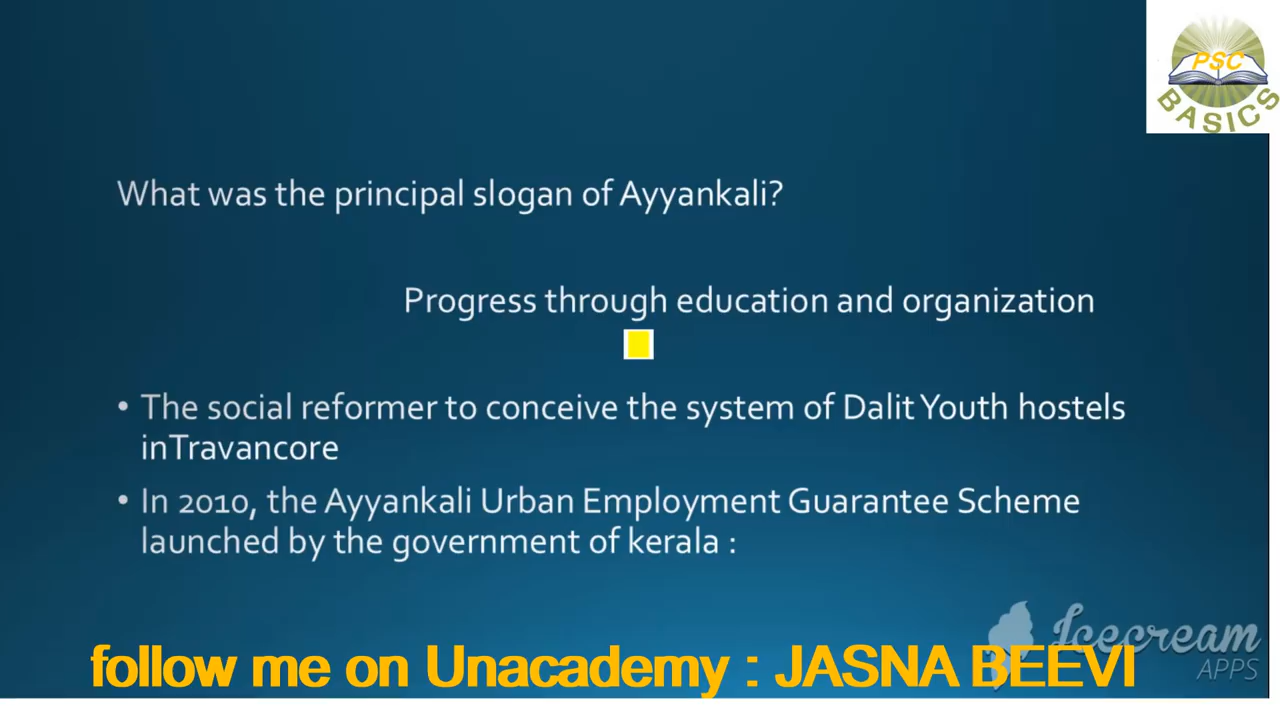 PSC
BASICS
What was the principal slogan of Ayyankali?
Progress through education and organization
• The social reformer to conceive the system of Dalit Youth hostels
inTravancore
• In 2010, the Ayyankali Urban Employment Guarantee Scheme
launched by the government of kerala :
Icecream
APPS
follow me on Unacademy : JASNA BEEVI